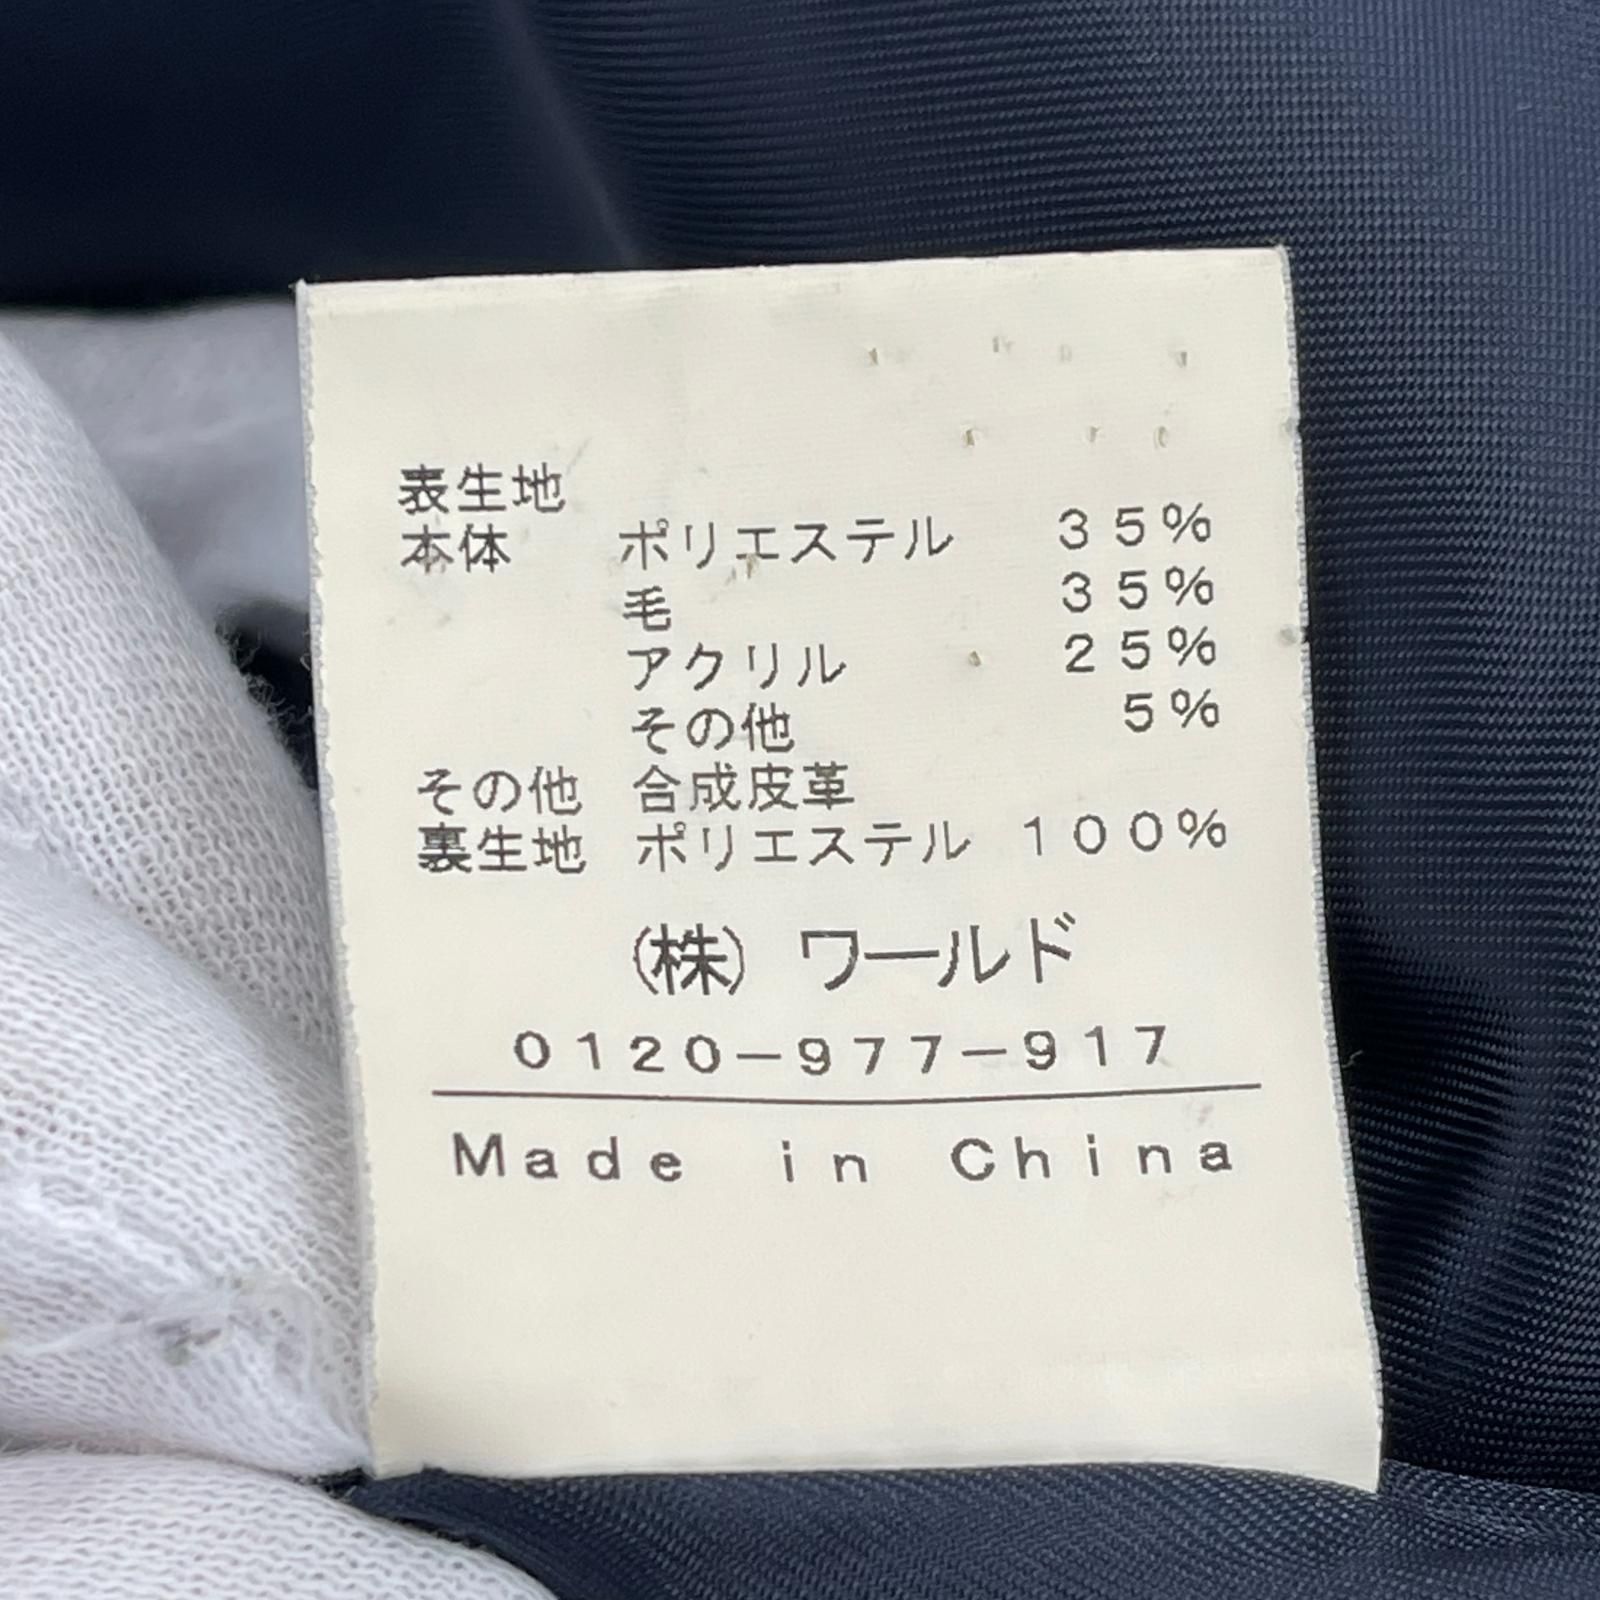 表生地
本体 ポリエステル 35%
毛 35%
アクリル 25%
その他 5%
その他 合成皮革
裏生地 ポリエステル 100%
(株) ワールド
0120-977-917
Made in China